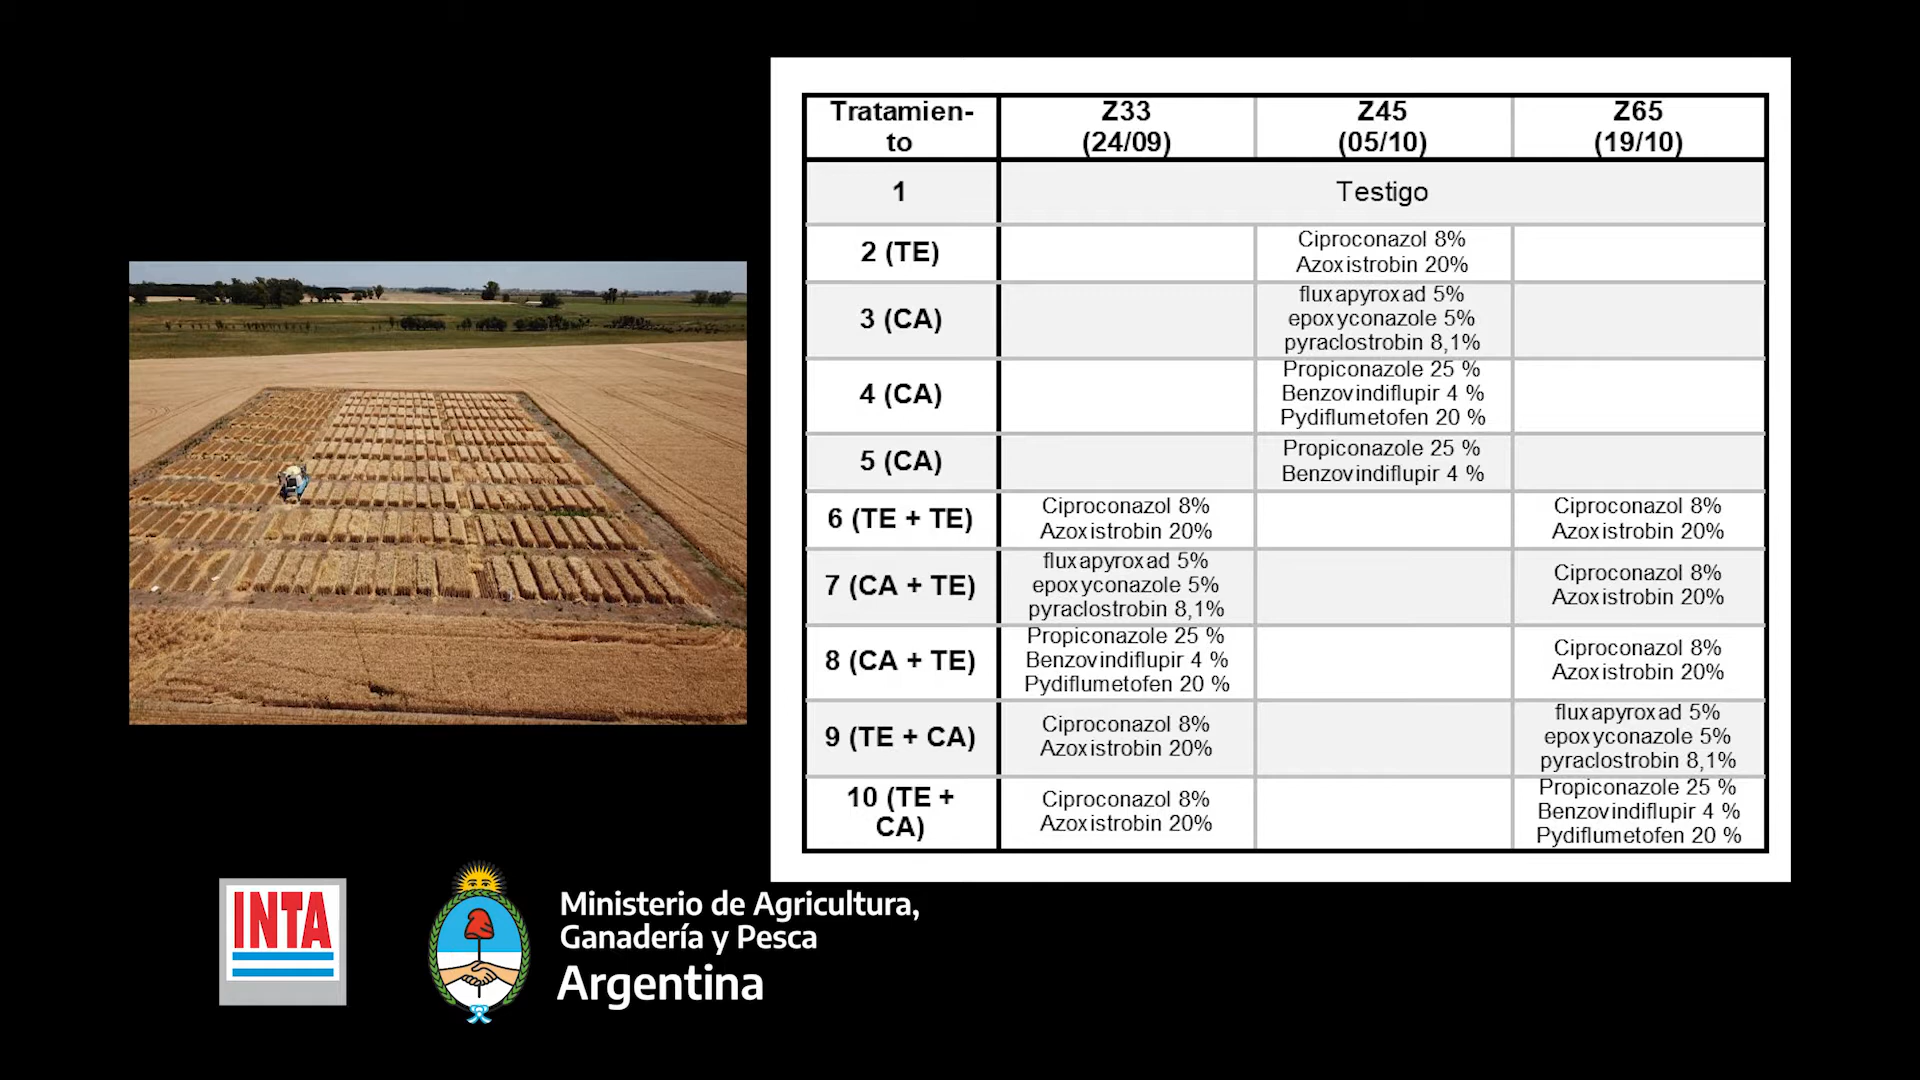 Tratamien-
to
Z33
(24/09)
Z45
(05/10)
Z65
(19/10)
1
Testigo
2 (TE)
Ciproconazol 8%
Azoxistrobin 20%
3 (CA)
fluxapyroxad 5%
epoxyconazole 5%
pyraclostrobin 8,1%
4 (CA)
Propiconazole 25 %
Benzovindiflupir 4 %
Pydiflumetofen 20 %
5 (CA)
Propiconazole 25 %
Benzovindiflupir 4 %
6 (TE + TE)
Ciproconazol 8%
Azoxistrobin 20%
Ciproconazol 8%
Azoxistrobin 20%
7 (CA + TE)
fluxapyroxad 5%
epoxyconazole 5%
pyraclostrobin 8,1%
Ciproconazol 8%
Azoxistrobin 20%
8 (CA + TE)
Propiconazole 25 %
Benzovindiflupir 4 %
Pydiflumetofen 20 %
Ciproconazol 8%
Azoxistrobin 20%
9 (TE + CA)
Ciproconazol 8%
Azoxistrobin 20%
fluxapyroxad 5%
epoxyconazole 5%
pyraclostrobin 8,1%
10 (TE +
CA)
Ciproconazol 8%
Azoxistrobin 20%
Propiconazole 25 %
Benzovindiflupir 4 %
Pydiflumetofen 20 %
INTA
Ministerio de Agricultura,
Ganadería y Pesca
Argentina